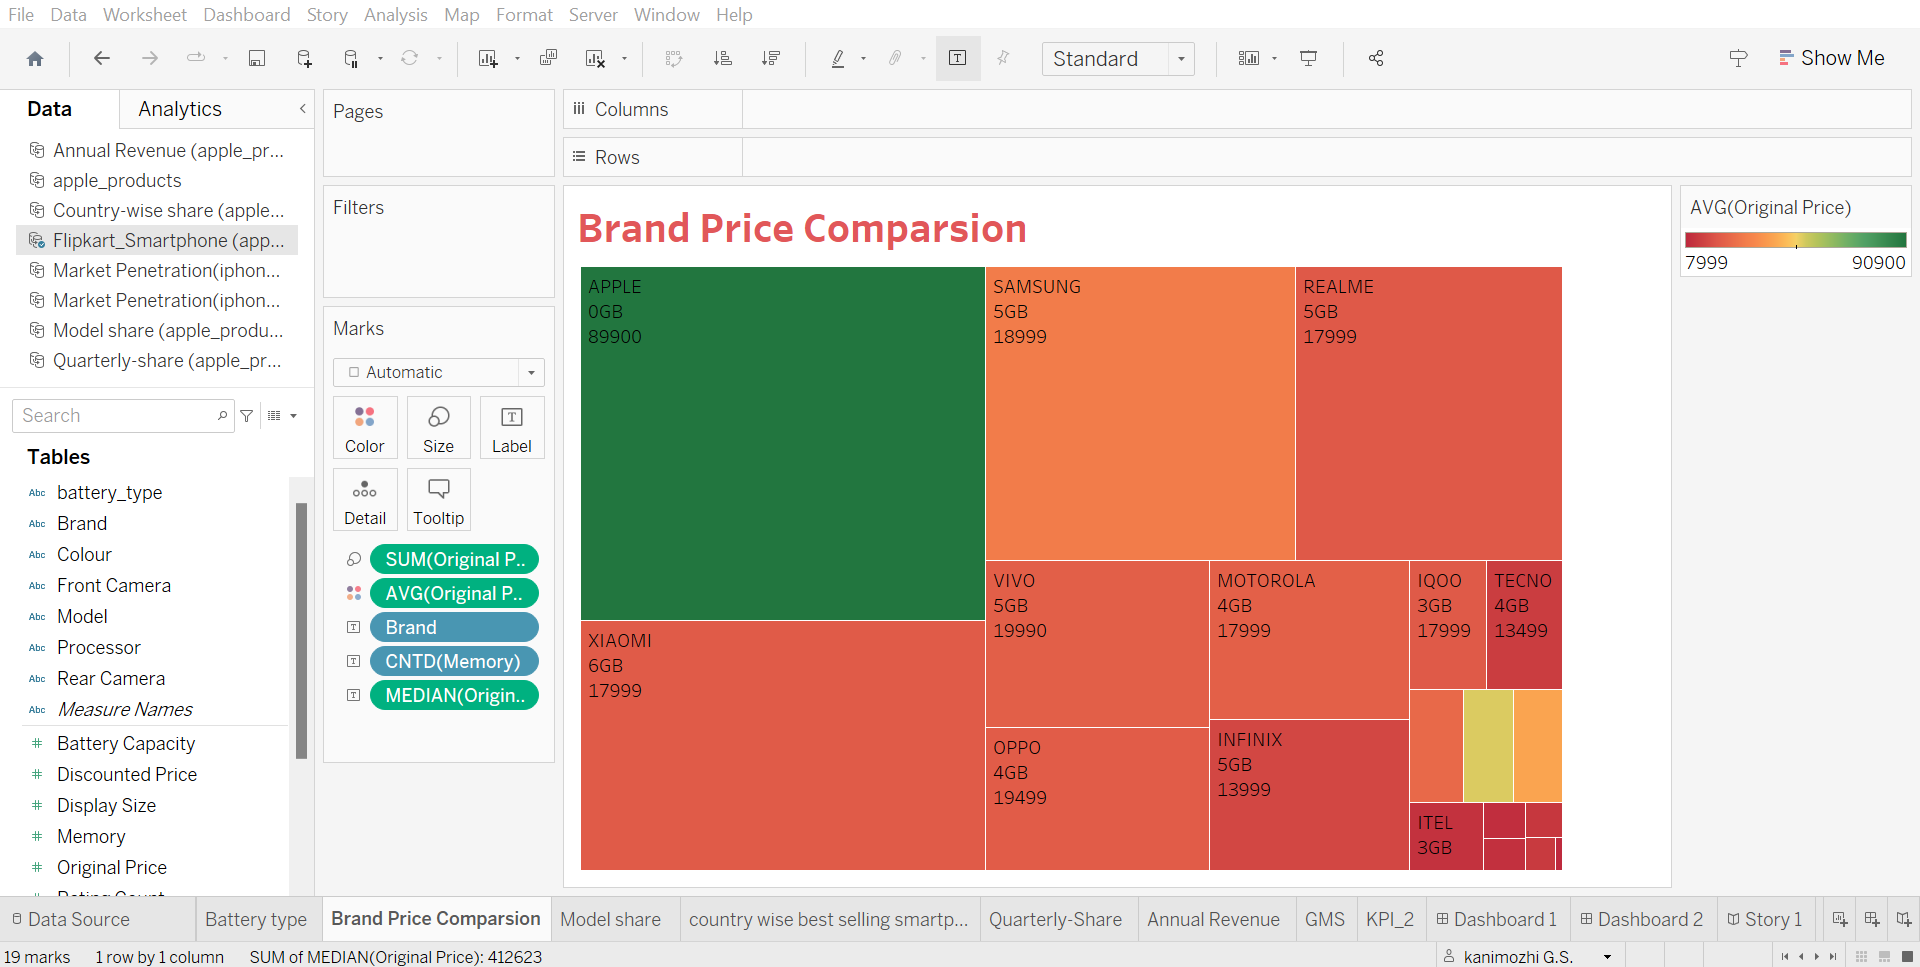 File Data Worksheet Dashboard Story Analysis Map Format Server Window Help
Standard
Show Me
Data Analytics
Annual Revenue (apple_pr...
apple_products
Country-wise share (apple...
Flipkart_Smartphone (app...
Market Penetration(iphon...
Market Penetration(iphon...
Model share (apple_produ...
Quarterly-share (apple_pr...
Search
Tables
Abc battery_type
Abc Brand
Abc Colour
Abc Front Camera
Abc Model
Abc Processor
Abc Rear Camera
Abc Measure Names
# Battery Capacity
# Discounted Price
# Display Size
# Memory
# Original Price
Pages
Filters
Marks
Automatic
Color Size Label
Detail Tooltip
SUM(Original P..
AVG(Original P..
Brand
CNTD(Memory)
MEDIAN(Origin..
Columns
Rows
Brand Price Comparsion
APPLE
0GB
89900
SAMSUNG
5GB
18999
REALME
5GB
17999
XIAOMI
6GB
17999
VIVO
5GB
19990
MOTOROLA
4GB
17999
IQOO
3GB
17999
TECNO
4GB
13499
OPPO
4GB
19499
INFINIX
5GB
13999
ITEL
3GB
AVG(Original Price)
7999 90900
Data Source Battery type Brand Price Comparsion Model share country wise best selling smartp... Quarterly-Share Annual Revenue GMS KPI_2 Dashboard 1 Dashboard 2 Story 1
19 marks 1 row by 1 column SUM of MEDIAN(Original Price): 412623 kanimozhi G.S.